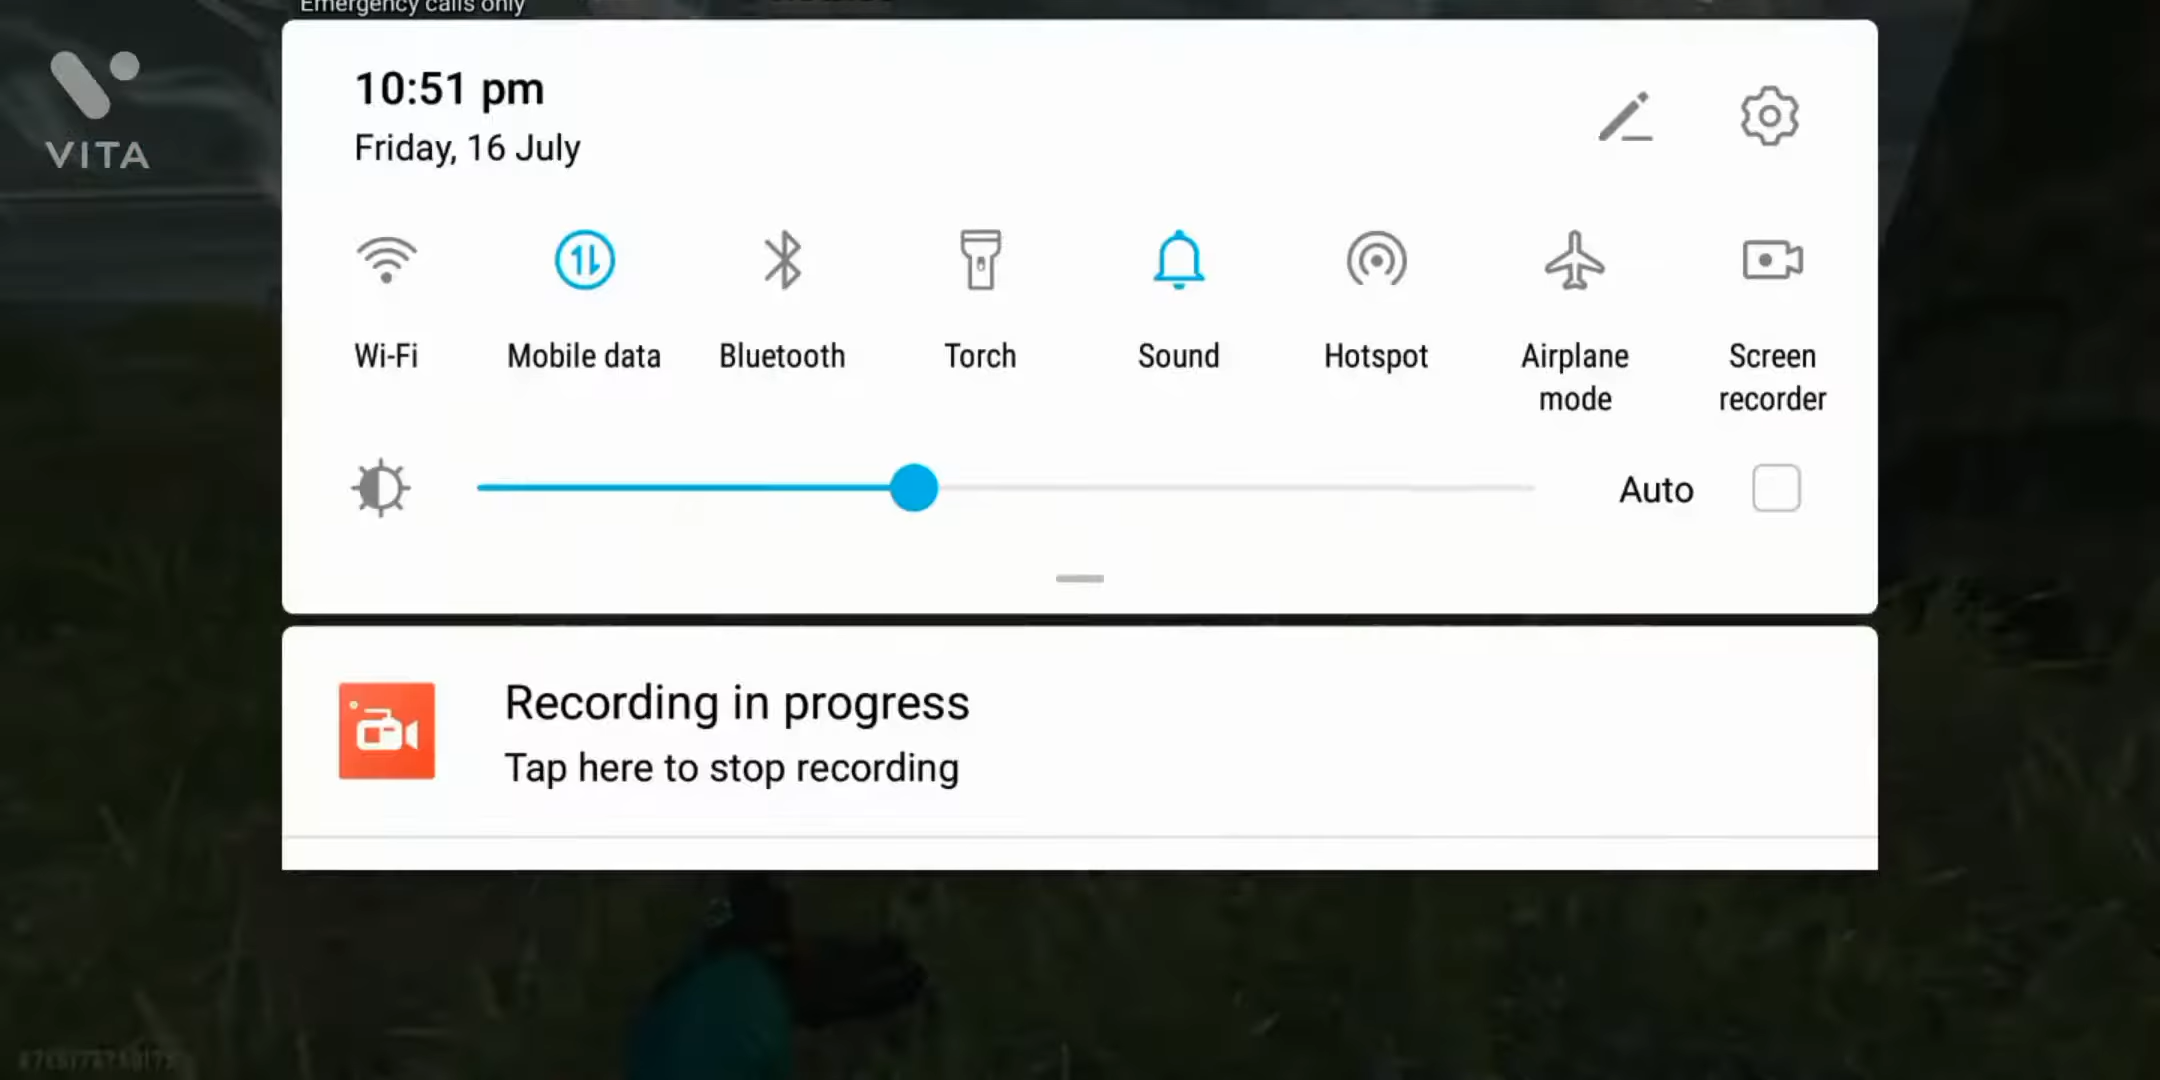 Emergency calls only
VITA
10:51 pm
Friday, 16 July
Wi-Fi
Mobile data
Bluetooth
Torch
Sound
Hotspot
Airplane
mode
Screen
recorder
Auto
Recording in progress
Tap here to stop recording